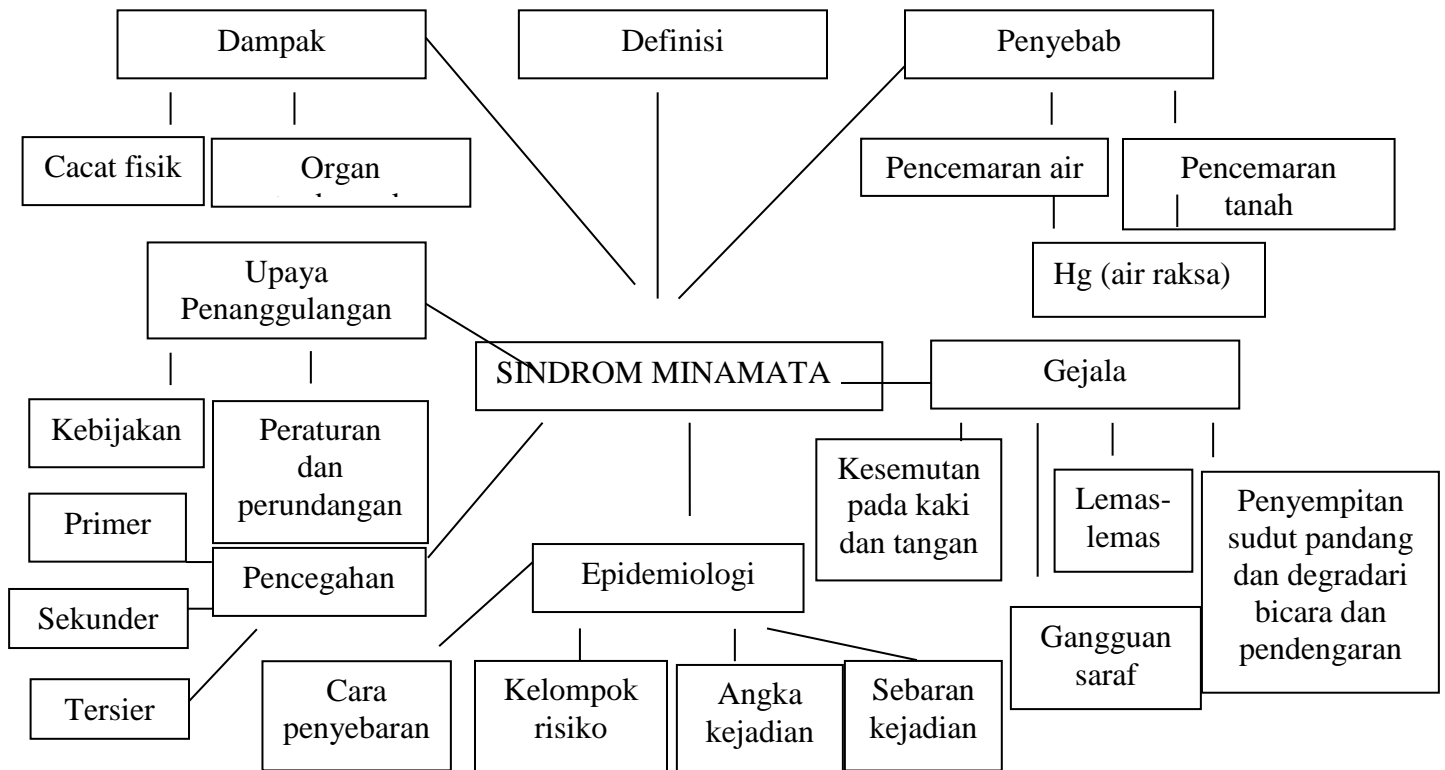 Dampak
Definisi
Penyebab
Cacat fisik
Organ
Pencemaran air
Pencemaran
tanah
Hg (air raksa)
Upaya
Penanggulangan
SINDROM MINAMATA
Gejala
Kebijakan
Peraturan
dan
perundangan
Primer
Pencegahan
Sekunder
Tersier
Epidemiologi
Cara
penyebaran
Kelompok
risiko
Angka
kejadian
Sebaran
kejadian
Kesemutan
pada kaki
dan tangan
Gangguan
saraf
Lemas-
lemas
Penyempitan
sudut pandang
dan degradari
bicara dan
pendengaran